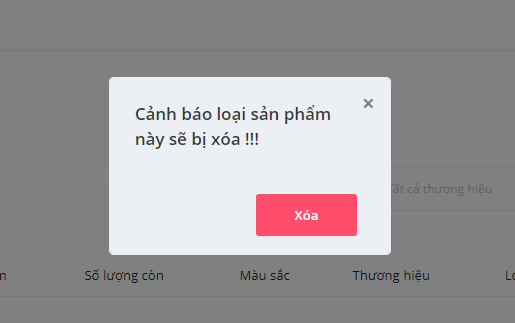 Cảnh báo loại sản phẩm
×
này sẽ bị xóa !!!
Xóa
Tất cả thương hiệu
Số lượng còn Màu sắc Thương hiệu